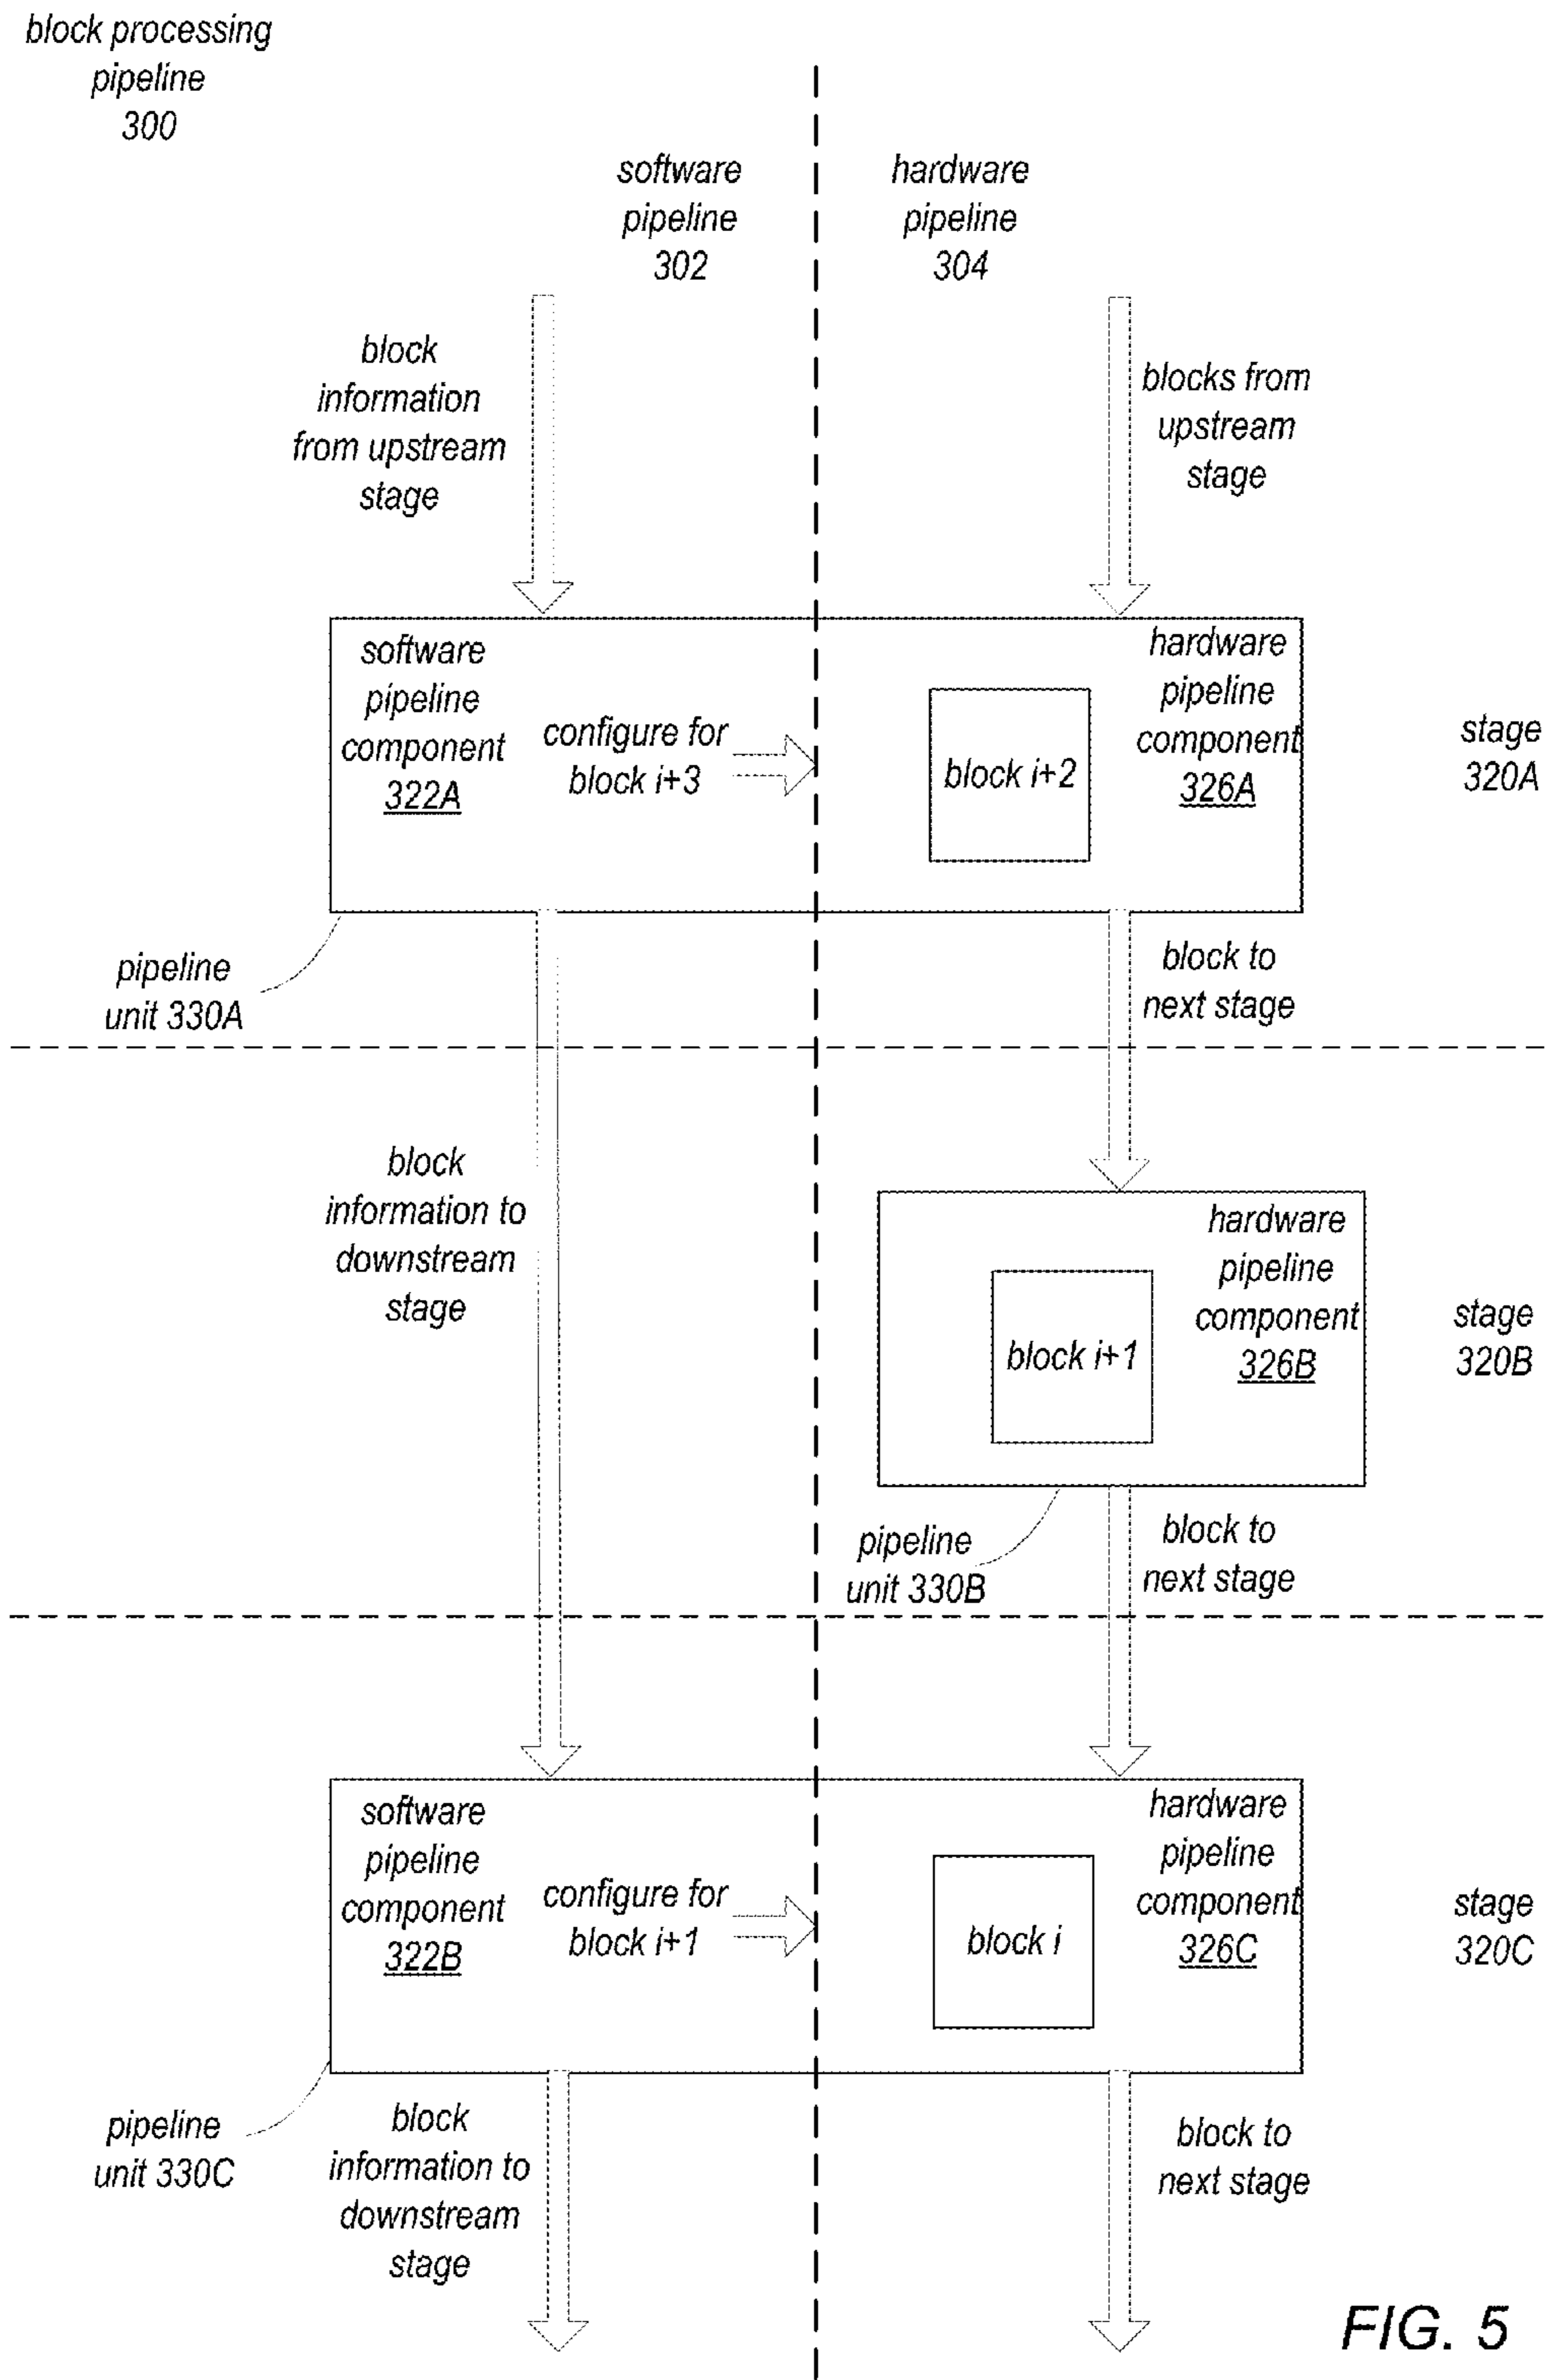 block processing
pipeline
300
software
pipeline
302
hardware
pipeline
304
block
information
from upstream
stage
blocks from
upstream
stage
software
pipeline
component
322A
configure for
block i+3
block i+2
hardware
pipeline
component
326A
stage
320A
pipeline
unit 330A
block to
next stage
block
information to
downstream
stage
hardware
pipeline
component
326B
block i+1
stage
320B
pipeline
unit 330B
block to
next stage
software
pipeline
component
322B
configure for
block i+1
block i
hardware
pipeline
component
326C
stage
320C
pipeline
unit 330C
block
information to
downstream
stage
block to
next stage
FIG. 5